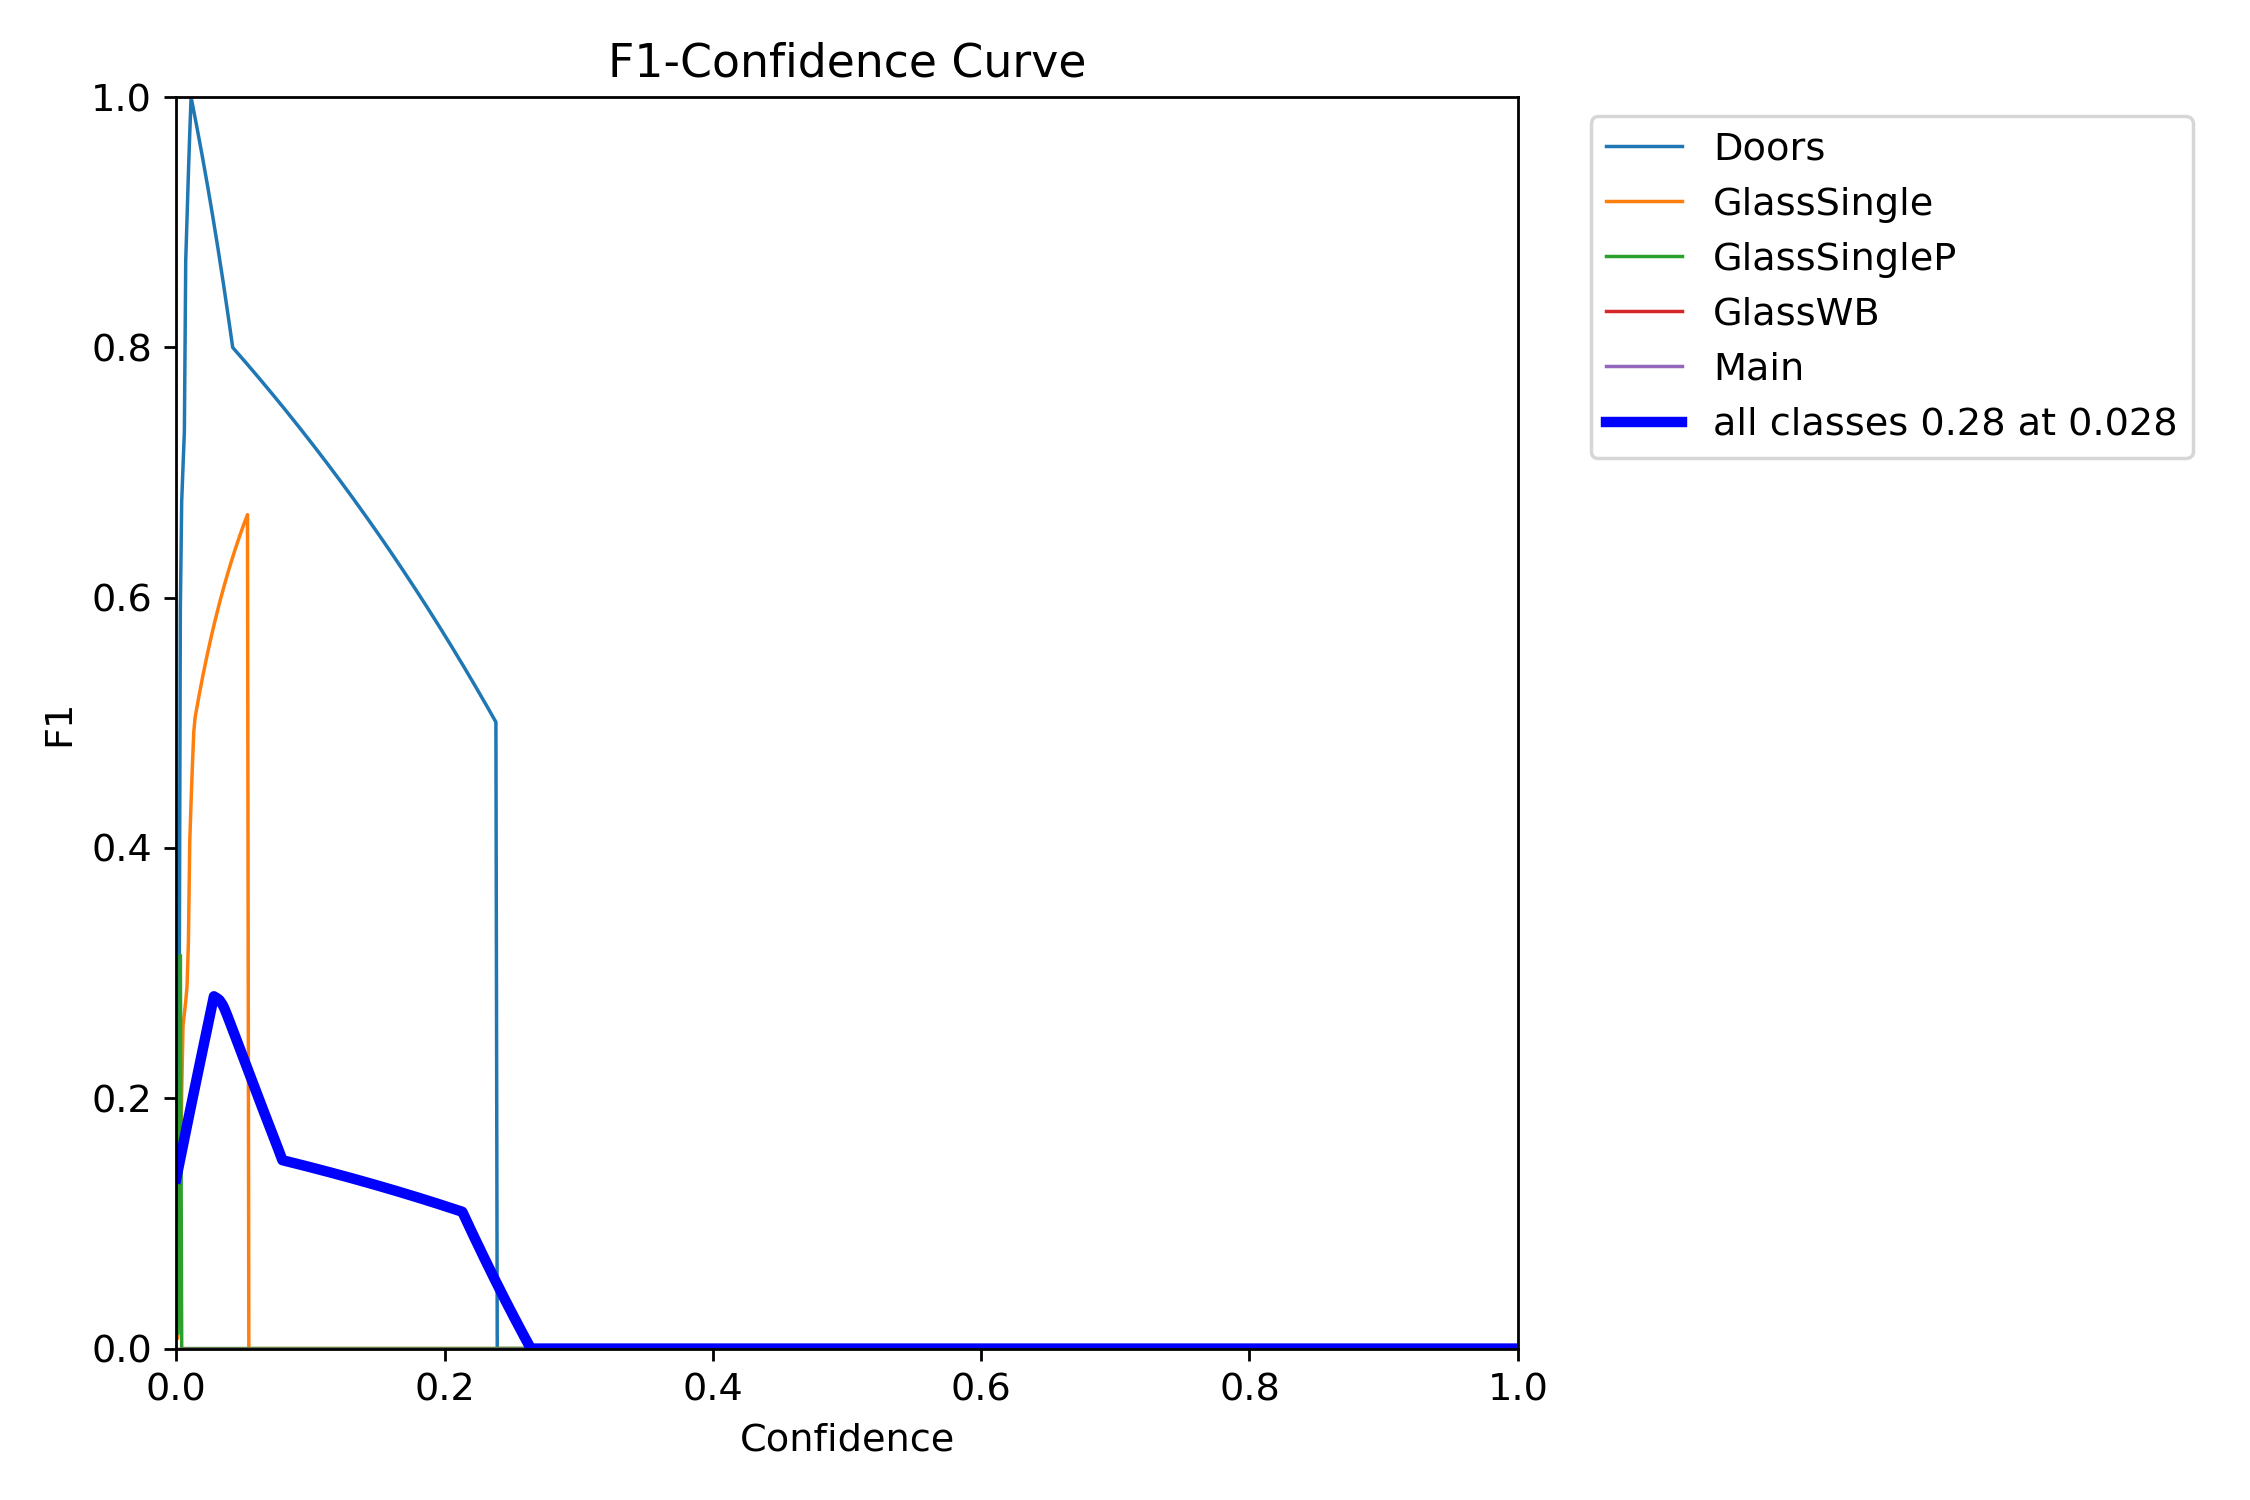 F1-Confidence Curve
1.0
0.8
0.6
0.4
0.2
0.0
F1
0.0 0.2 0.4 0.6 0.8 1.0
Confidence
Doors
GlassSingle
GlassSingleP
GlassWB
Main
all classes 0.28 at 0.028